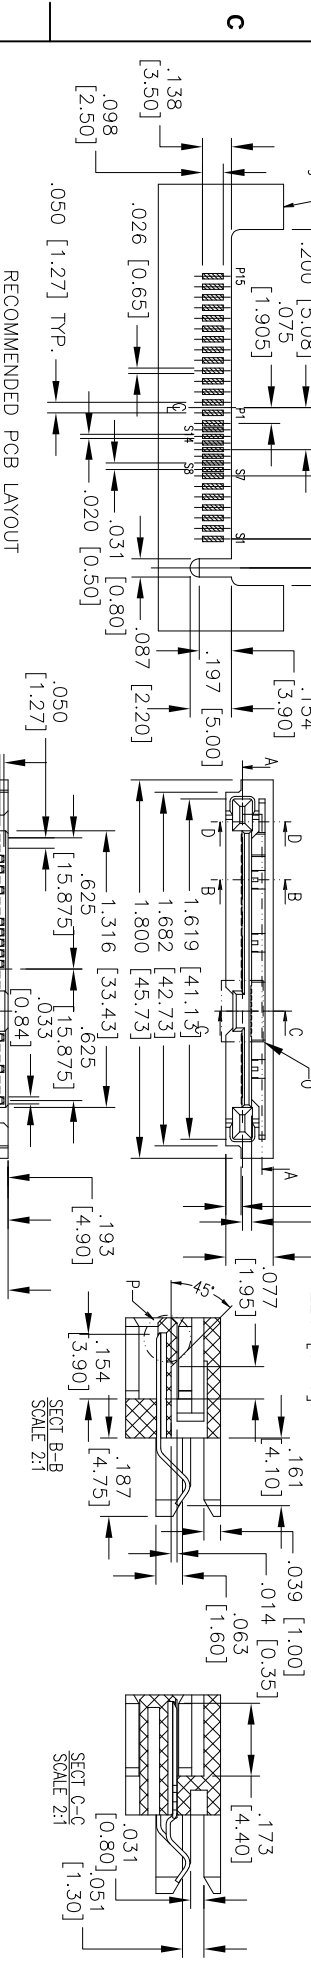 C
.138
[3.50]
.098
[2.50]
.026 [0.65]
.050 [1.27] TYP.
.200 [5.08]
.075
[1.905]
P15
P1
S14
S8
S7
S1
.020 [0.50]
.031 [0.80]
.087 [2.20]
.197 [5.00]
.154
[3.90]
RECOMMENDED PCB LAYOUT
A
D
D
B
B
C
C
A
1.619 [41.13]
1.682 [42.73]
1.800 [45.73]
1.316 [33.43]
.625
[15.875]
.625
[15.875]
.050
[1.27]
.033
[0.84]
.193
[4.90]
.077
[1.95]
45°
P
.154
[3.90]
.187
[4.75]
.161
[4.10]
.039 [1.00]
.014 [0.35]
.063
[1.60]
SECT B-B
SCALE 2:1
.173
[4.40]
.031
[0.80]
.051
[1.30]
SECT C-C
SCALE 2:1